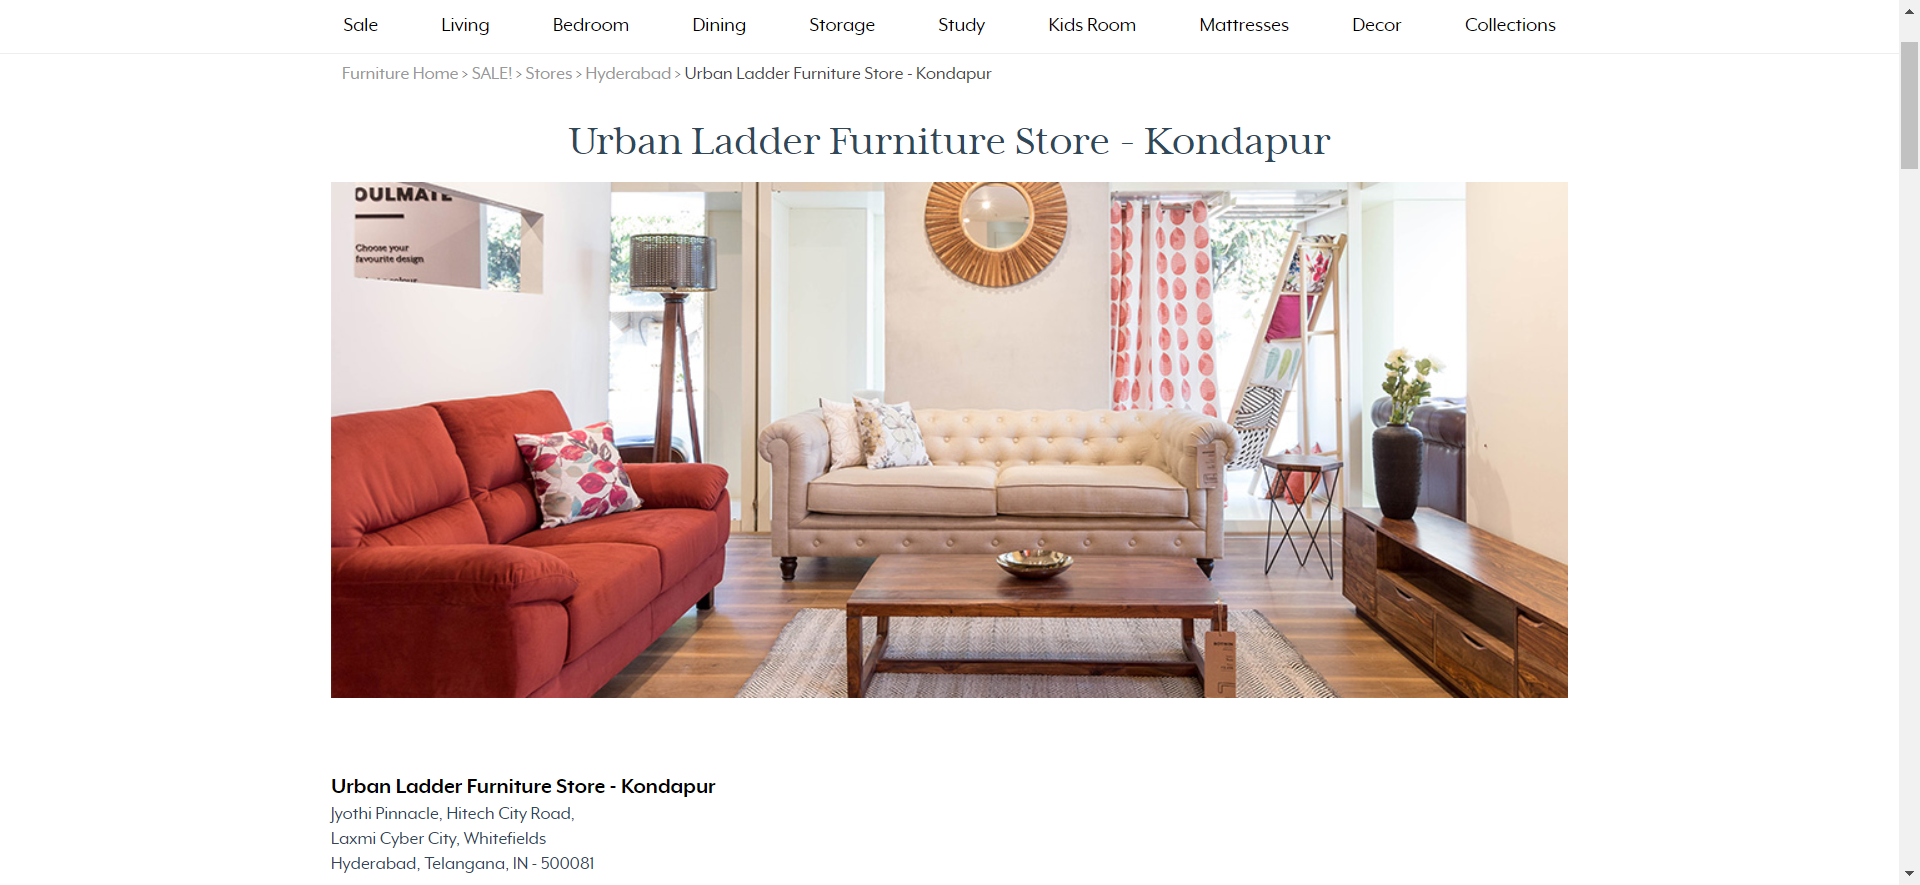 Sale Living Bedroom Dining Storage Study Kids Room Mattresses Decor Collections
Furniture Home > SALE! > Stores > Hyderabad > Urban Ladder Furniture Store - Kondapur
Urban Ladder Furniture Store - Kondapur
OULMATE
Choose your
favourite design
Urban Ladder Furniture Store - Kondapur
Jyothi Pinnacle, Hitech City Road,
Laxmi Cyber City, Whitefields
Hyderabad, Telangana, IN - 500081